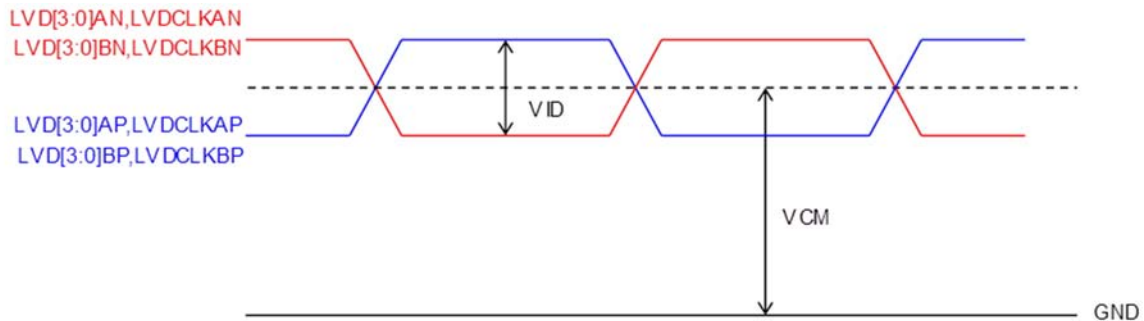 LVD[3:0]AN,LVDCLKAN
LVD[3:0]BN,LVDCLKBN
VID
LVD[3:0]AP,LVDCLKAP
LVD[3:0]BP,LVDCLKBP
VCM
GND